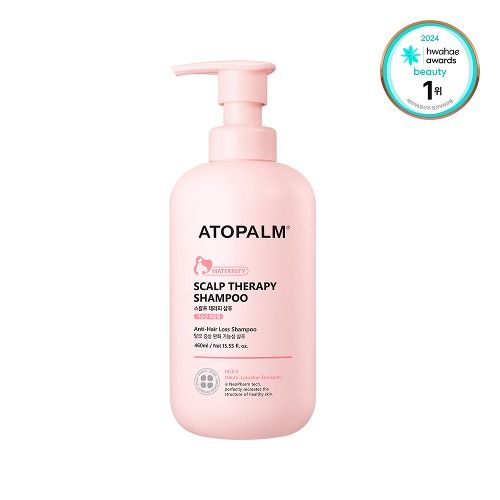 2024
hwahae
awards
beauty
1위
ATOPALM®
MATERNITY
SCALP THERAPY
SHAMPOO
스칼프 테라피 샴푸
Anti-Hair Loss Shampoo
탈모 증상 완화 기능성 샴푸
460ml / Net 15.55 fl. oz.
MLE®
(Multi-Lamellar Emulsion)
is NeoPharm tech,
perfectly recreates the
structure of healthy skin.